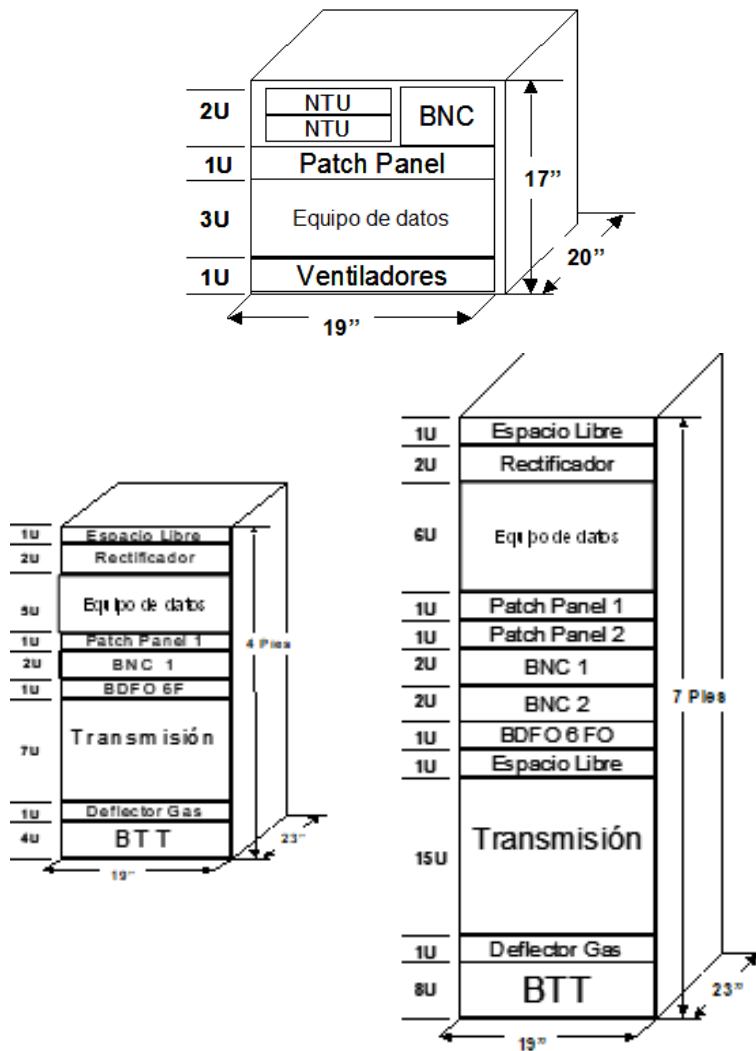 2U
NTU
NTU
BNC
1U
Patch Panel
17”
3U
Equipo de datos
20”
1U
Ventiladores
19”
1U
Espacio Libre
2U
Rectificador
5U
Equipo de datos
1U
Patch Panel 1
4 Pies
2U
BNC 1
1U
BDFO 6F
7U
Transmisión
1U
Deflector Gas
4U
BTT
23”
19”
1U
Espacio Libre
2U
Rectificador
6U
Equipo de datos
1U
Patch Panel 1
1U
Patch Panel 2
2U
BNC 1
7 Pies
2U
BNC 2
1U
BDFO 6 FO
1U
Espacio Libre
15U
Transmisión
1U
Deflector Gas
8U
BTT
23”
19”